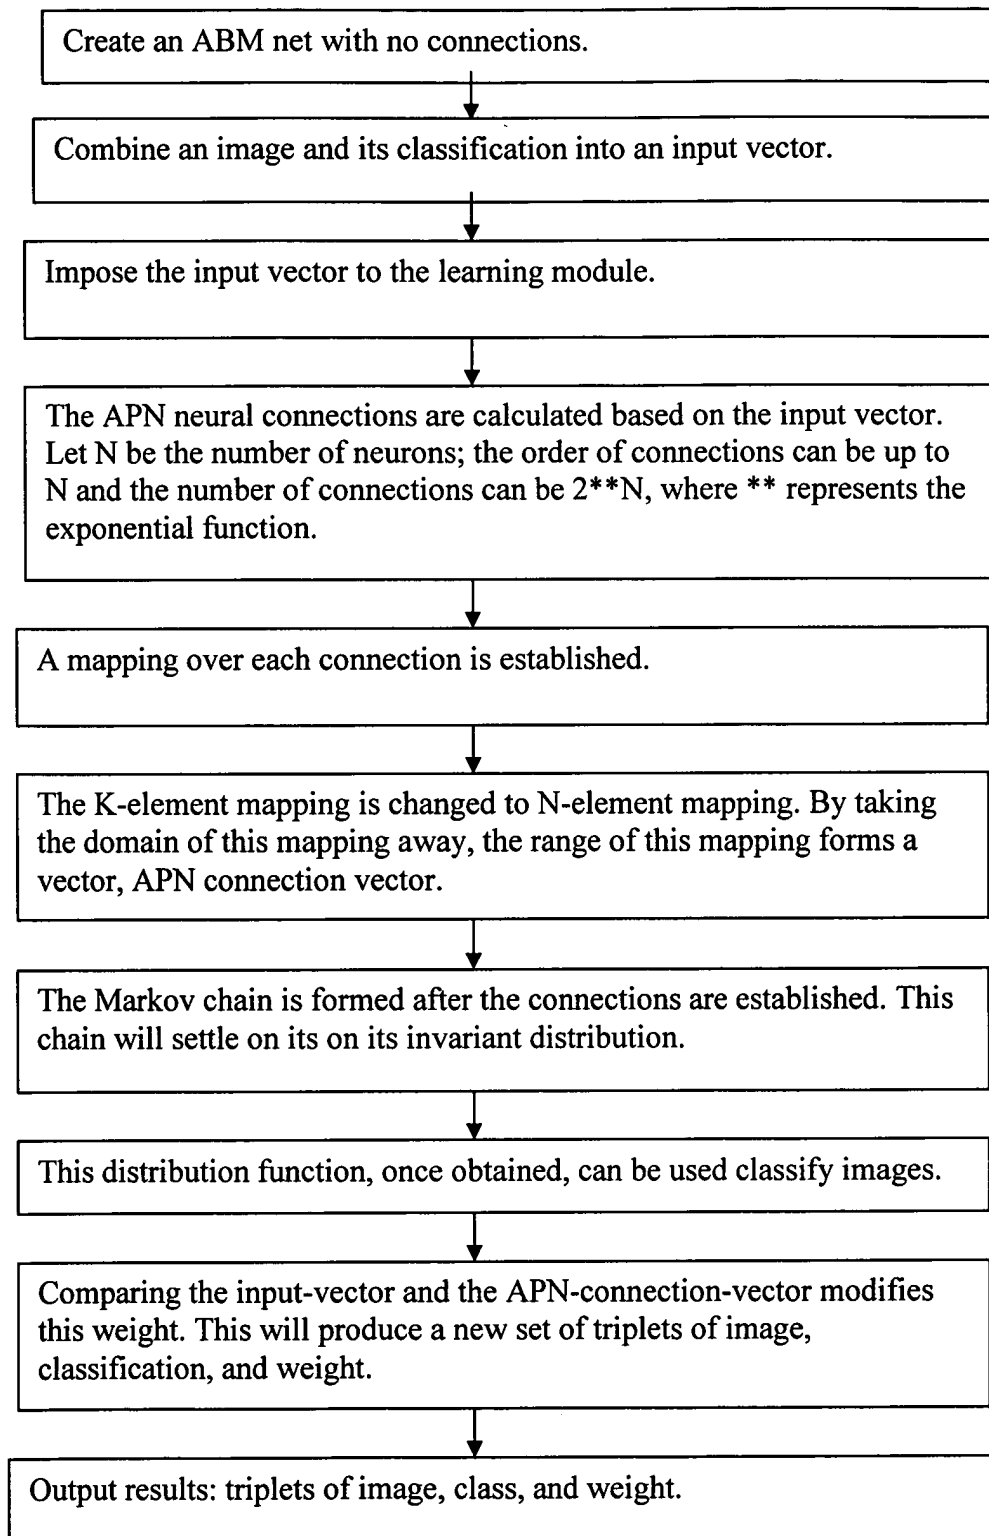 Create an ABM net with no connections.
Combine an image and its classification into an input vector.
Impose the input vector to the learning module.
The APN neural connections are calculated based on the input vector.
Let N be the number of neurons; the order of connections can be up to
N and the number of connections can be 2**N, where ** represents the
exponential function.
A mapping over each connection is established.
The K-element mapping is changed to N-element mapping. By taking
the domain of this mapping away, the range of this mapping forms a
vector, APN connection vector.
The Markov chain is formed after the connections are established. This
chain will settle on its on its invariant distribution.
This distribution function, once obtained, can be used classify images.
Comparing the input-vector and the APN-connection-vector modifies
this weight. This will produce a new set of triplets of image,
classification, and weight.
Output results: triplets of image, class, and weight.